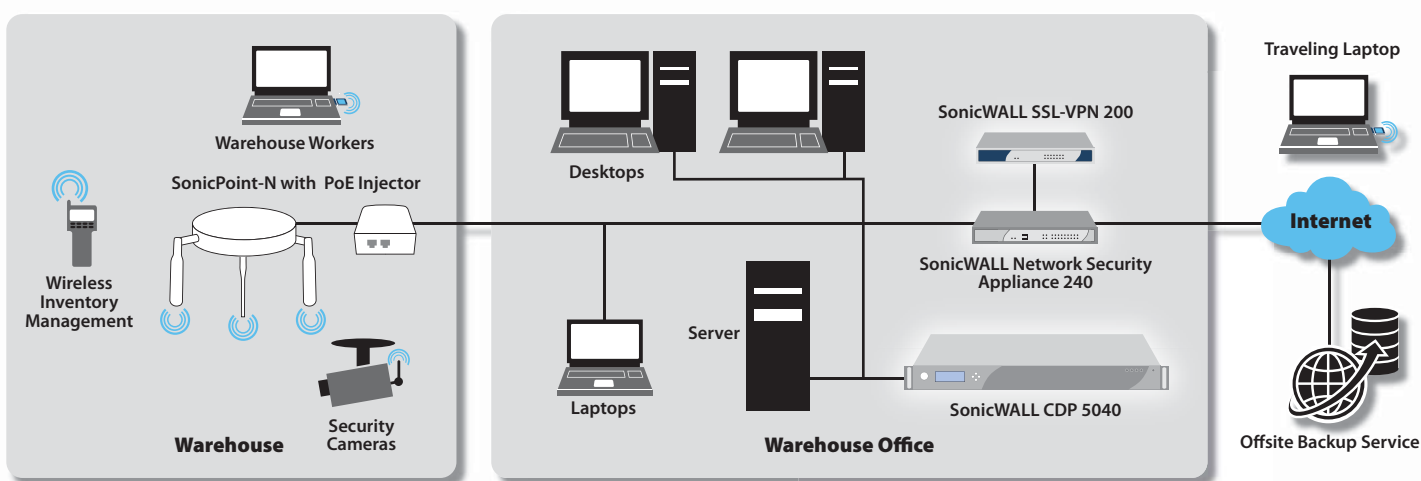 Warehouse Workers
SonicPoint-N with PoE Injector
Wireless
Inventory
Management
Security
Cameras
Warehouse
Desktops
SonicWALL SSL-VPN 200
SonicWALL Network Security
Appliance 240
Server
Laptops
SonicWALL CDP 5040
Warehouse Office
Traveling Laptop
Internet
Offsite Backup Service